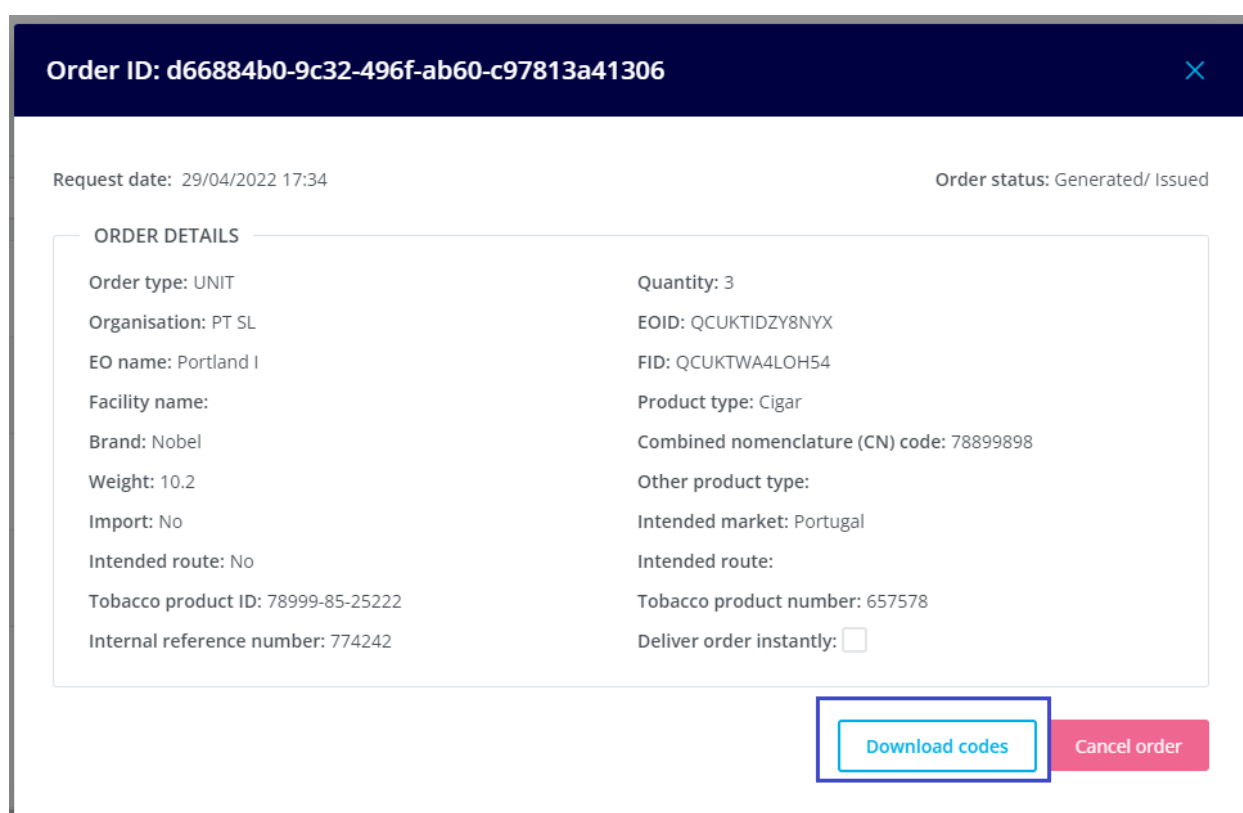 Order ID: d66884b0-9c32-496f-ab60-c97813a41306
Request date: 29/04/2022 17:34 Order status: Generated/ Issued
ORDER DETAILS
Order type: UNIT Quantity: 3
Organisation: PT SL EOID: QCUKTIDZY8NYX
EO name: Portland I FID: QCUKTWA4LOH54
Facility name: Product type: Cigar
Brand: Nobel Combined nomenclature (CN) code: 78899898
Weight: 10.2 Other product type:
Import: No Intended market: Portugal
Intended route: No Intended route:
Tobacco product ID: 78999-85-25222 Tobacco product number: 657578
Internal reference number: 774242 Deliver order instantly:
Download codes Cancel order